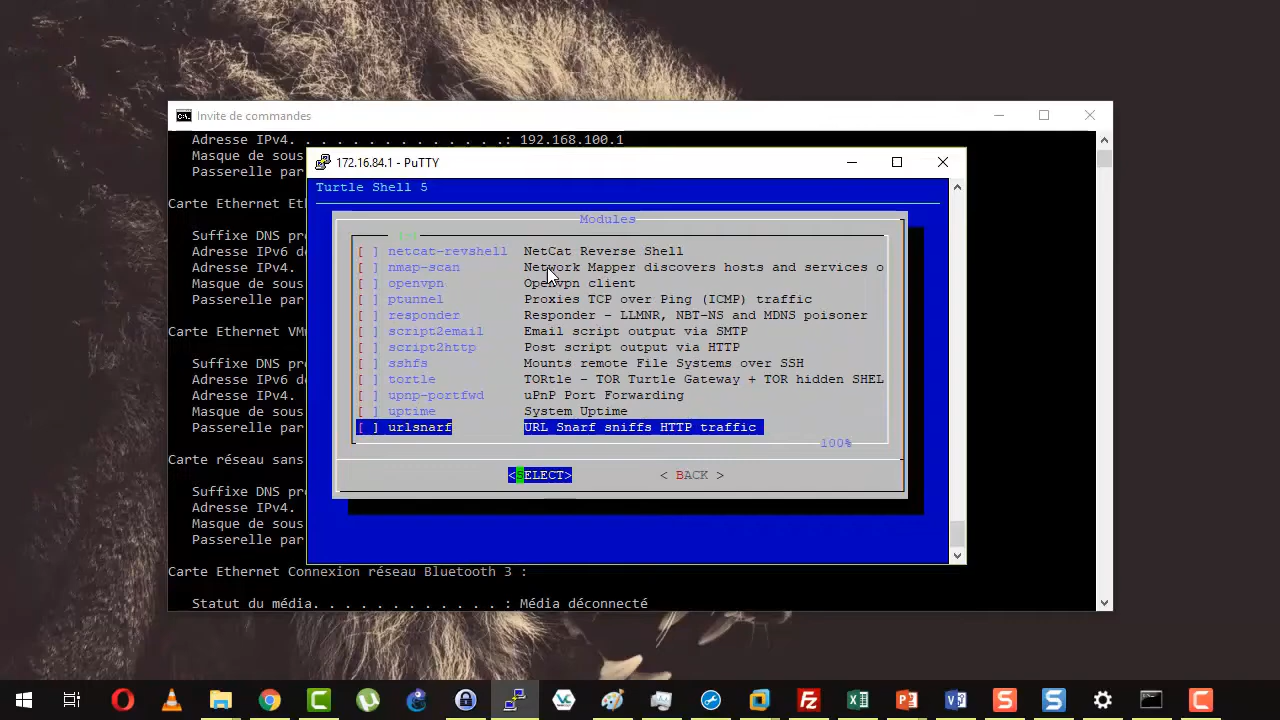 Invite de commandes
Adresse IPv4. . . . . . . . . . . . . .: 192.168.100.1
Masque de sous
Passerelle par
Carte Ethernet Eth
Suffixe DNS pro
Adresse IPv6 de
Adresse IPv4.
Masque de sous
Passerelle par
Carte Ethernet VMw
Suffixe DNS pro
Adresse IPv6 de
Adresse IPv4.
Masque de sous
Passerelle par
Carte réseau sans
Suffixe DNS pro
Adresse IPv4.
Masque de sous
Passerelle par
Carte Ethernet Connexion réseau Bluetooth 3 :
Statut du média. . . . . . . . . . . . : Média déconnecté
172.16.84.1 - PuTTY
Turtle Shell 5
Modules
(-)
[ ] netcat-revshell NetCat Reverse Shell
[ ] nmap-scan Network Mapper discovers hosts and services o
[ ] openvpn Openvpn client
[ ] ptunnel Proxies TCP over Ping (ICMP) traffic
[ ] responder Responder - LLMNR, NBT-NS and MDNS poisoner
[ ] script2email Email script output via SMTP
[ ] script2http Post script output via HTTP
[ ] sshfs Mounts remote File Systems over SSH
[ ] tortle TORtle - TOR Turtle Gateway + TOR hidden SHEL
[ ] upnp-portfwd uPnP Port Forwarding
[ ] uptime System Uptime
[ ] urlsnarf URL Snarf sniffs HTTP traffic
100%
<SELECT> < BACK >